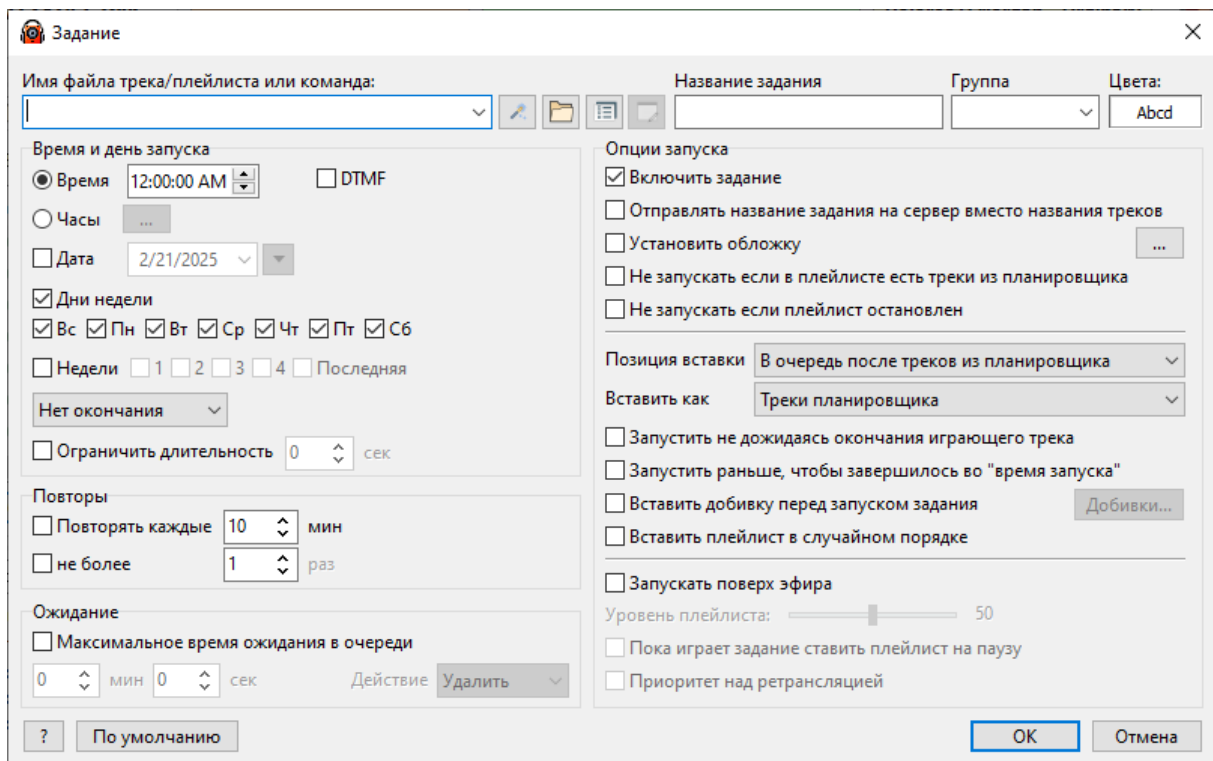 Задание
Имя файла трека/плейлиста или команда:
Название задания
Группа
Цвета:
Abcd
Время и день запуска
Время 12:00:00 AM DTMF
Часы ...
Дата 2/21/2025
Дни недели
Вс Пн Вт Ср Чт Пт Сб
Недели 1 2 3 4 Последняя
Нет окончания
Ограничить длительность 0 сек
Повторы
Повторять каждые 10 мин
не более 1 раз
Ожидание
Максимальное время ожидания в очереди
0 мин 0 сек Действие Удалить
Опции запуска
Включить задание
Отправлять название задания на сервер вместо названия треков
Установить обложку ...
Не запускать если в плейлисте есть треки из планировщика
Не запускать если плейлист остановлен
Позиция вставки В очередь после треков из планировщика
Вставить как Треки планировщика
Запустить не дожидаясь окончания играющего трека
Запустить раньше, чтобы завершилось во "время запуска"
Вставить добивку перед запуском задания Добивки...
Вставить плейлист в случайном порядке
Запускать поверх эфира
Уровень плейлиста: 50
Пока играет задание ставить плейлист на паузу
Приоритет над ретрансляцией
? По умолчанию OK Отмена